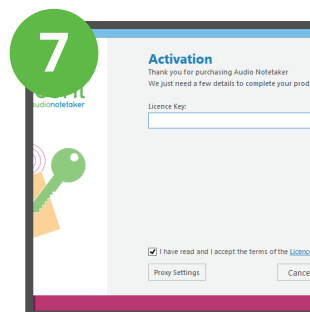 7
Activation
Thank you for purchasing Audio Notetaker
We just need a few details to complete your prod
audionotetaker
Licence Key:
I have read and I accept the terms of the Licenc
Proxy Settings
Cance